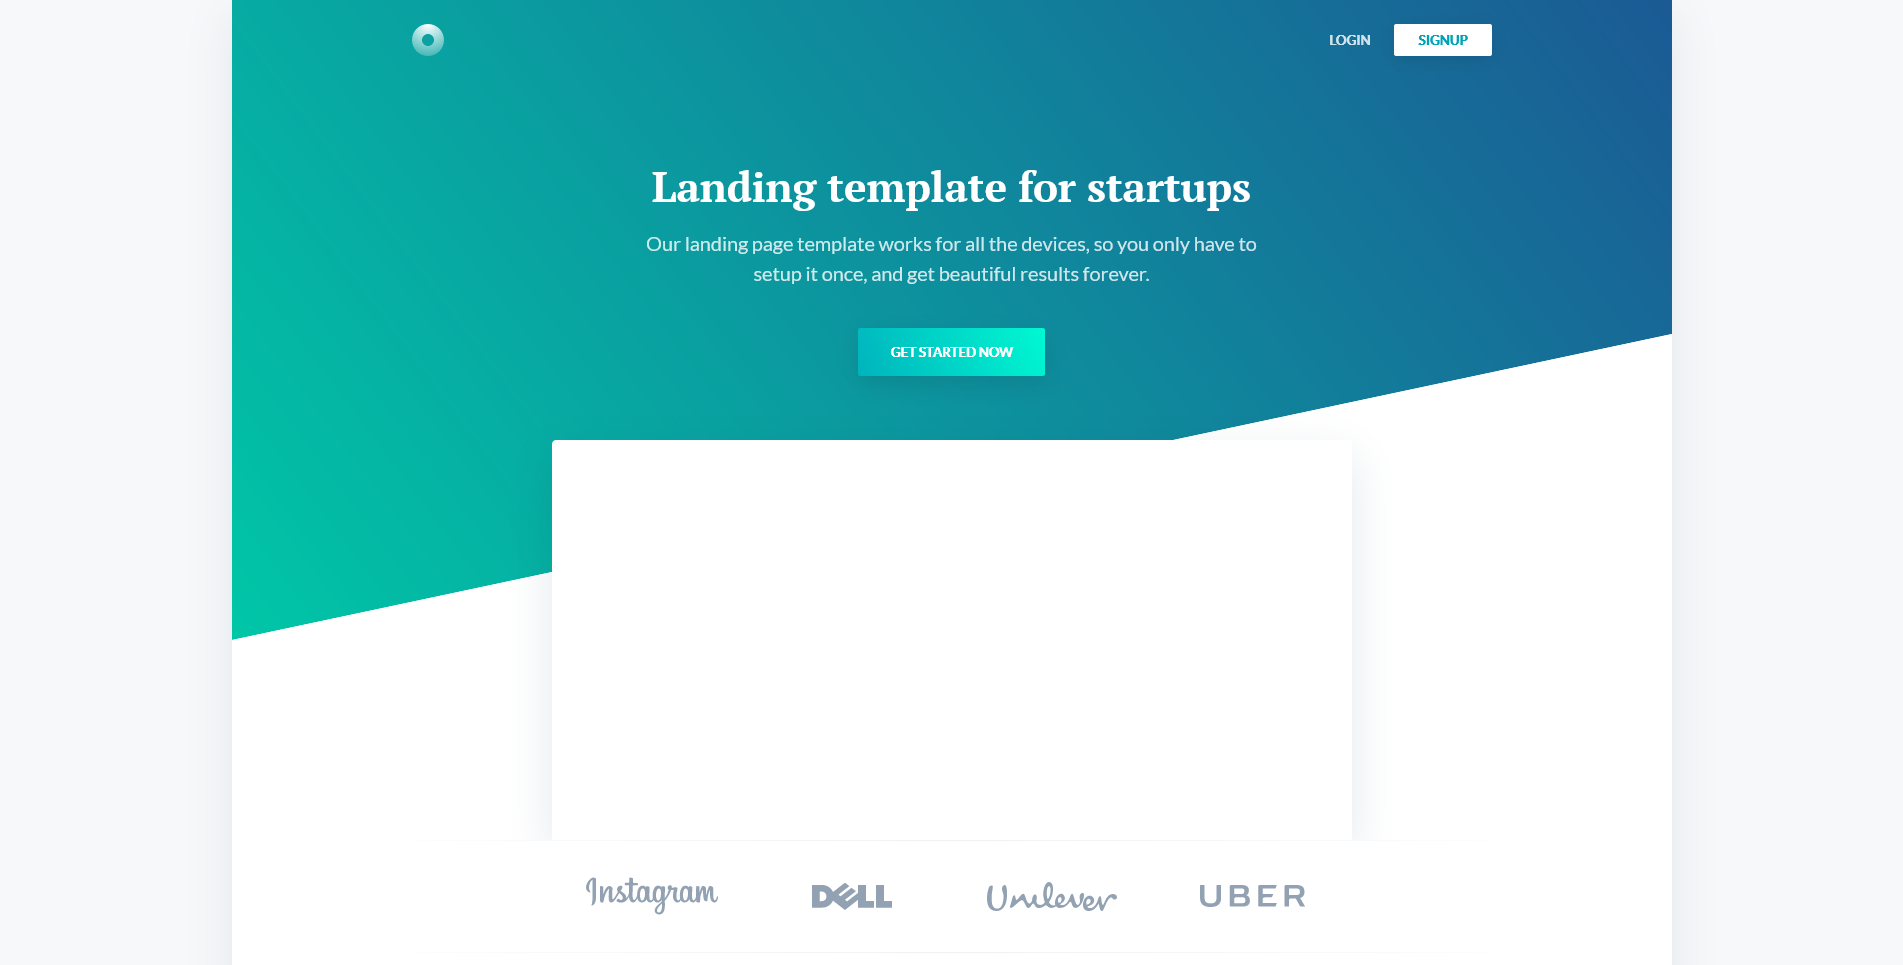 LOGIN
SIGNUP
Landing template for startups
Our landing page template works for all the devices, so you only have to
setup it once, and get beautiful results forever.
GET STARTED NOW
Instagram
DELL
Unilever
UBER